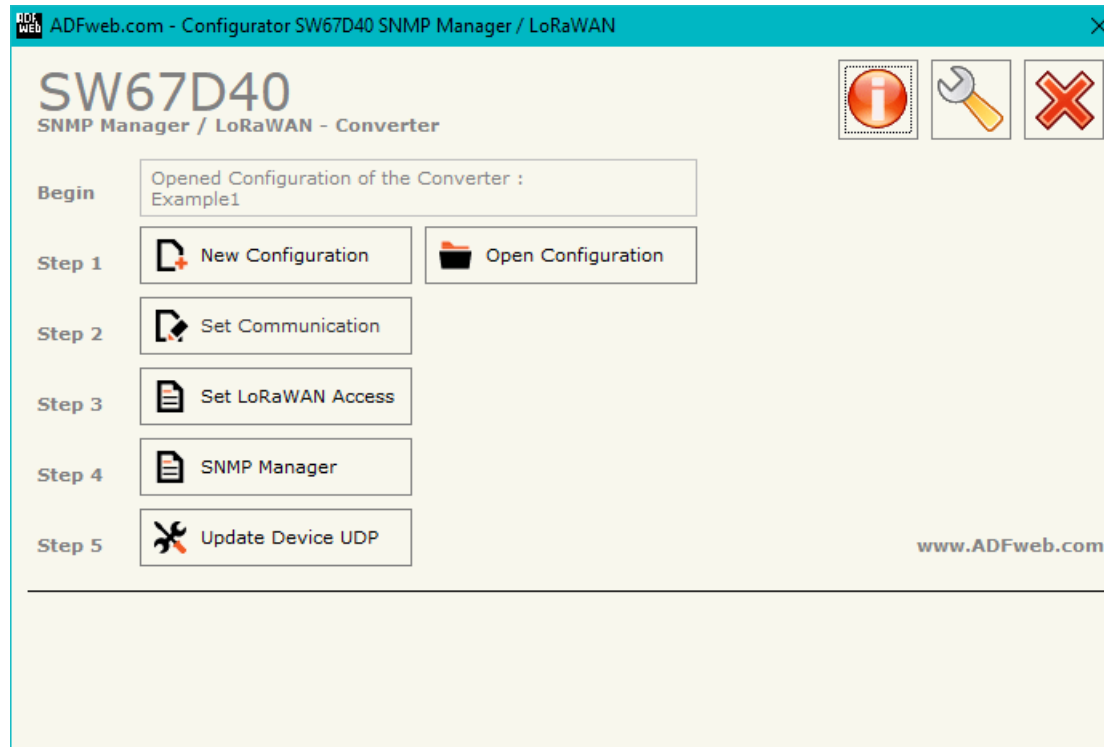 ADF WEB ADFweb.com - Configurator SW67D40 SNMP Manager / LoRaWAN
SW67D40
SNMP Manager / LoRaWAN - Converter
Begin
Opened Configuration of the Converter :
Example1
Step 1 New Configuration Open Configuration
Step 2 Set Communication
Step 3 Set LoRaWAN Access
Step 4 SNMP Manager
Step 5 Update Device UDP
www.ADFweb.com